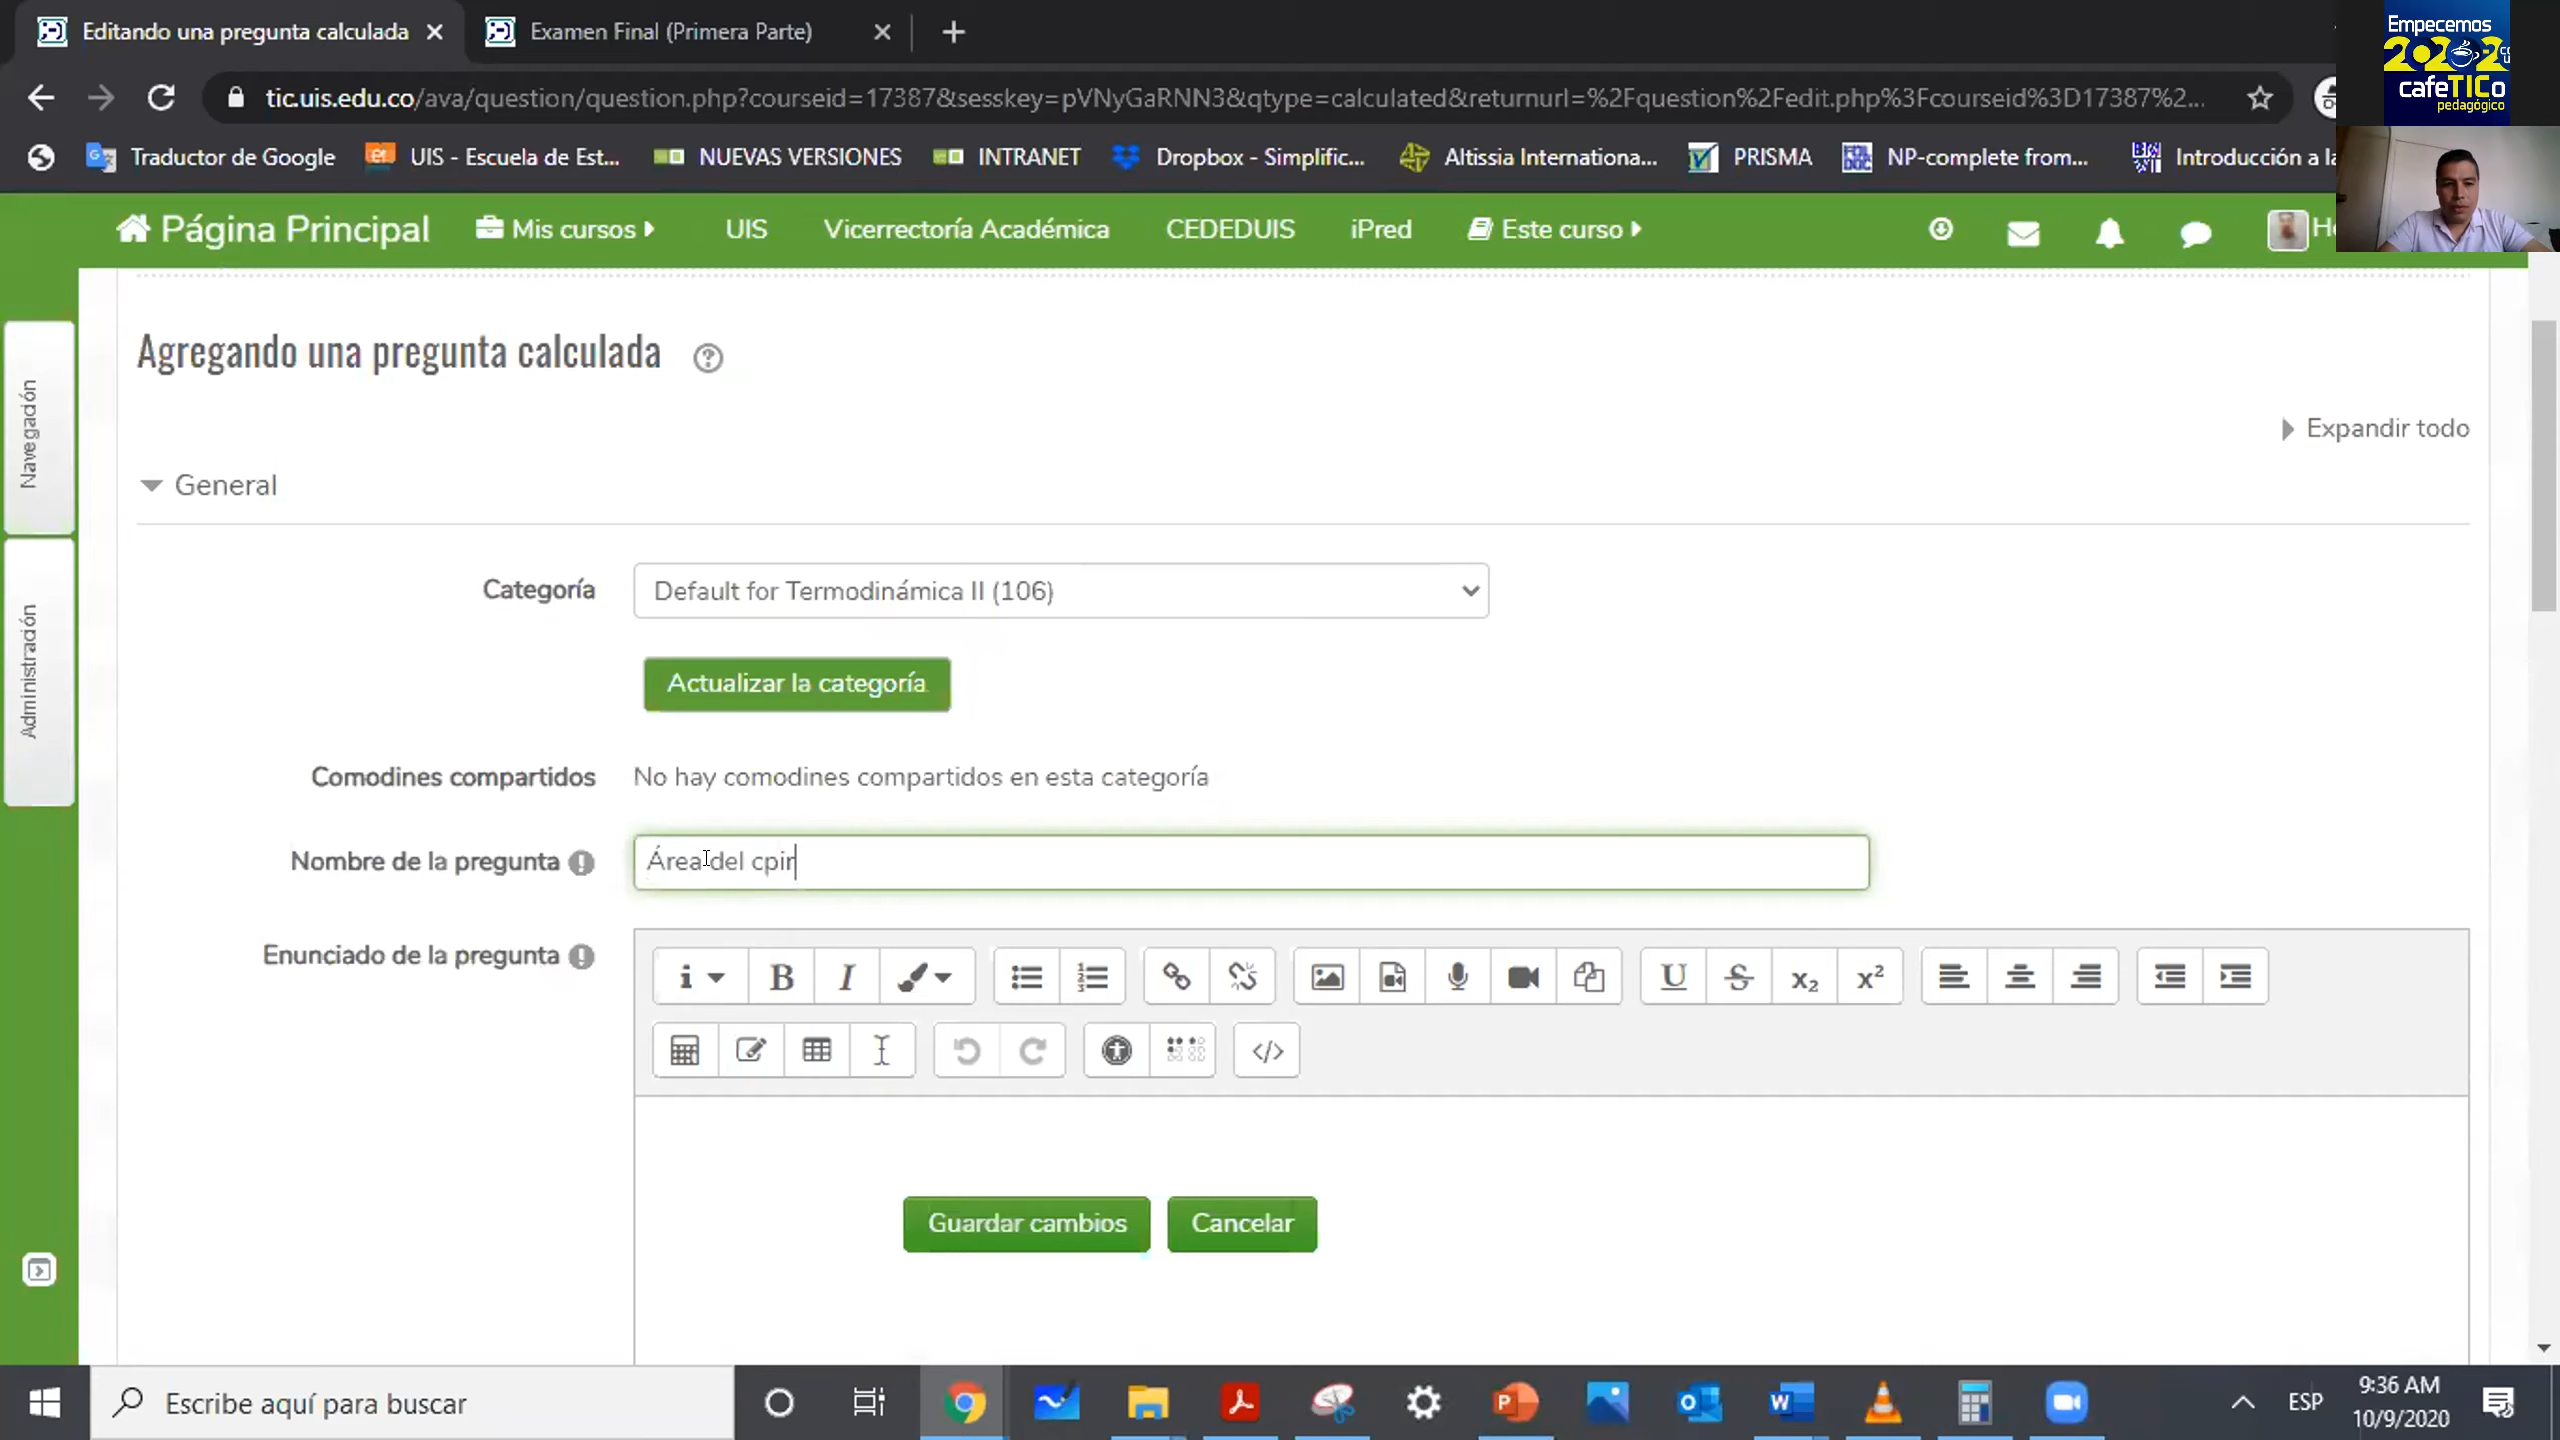 Editando una pregunta calculada
Examen Final (Primera Parte)
Empecemos
cafeTICo
pedagógico
tic.uis.edu.co/ava/question/question.php?courseid=17387&sesskey=pVNyGaRNN3&qtype=calculated&returnurl=%2Fquestion%2Fedit.php%3Fcourseid%3D17387%2...
Traductor de Google
UIS - Escuela de Est...
NUEVAS VERSIONES
INTRANET
Dropbox - Simplific...
Altissia Internationa...
PRISMA
NP-complete from...
Introducción a la
Página Principal
Mis cursos
UIS
Vicerrectoría Académica
CEDEDUIS
iPred
Este curso
Navegación
Administración
Agregando una pregunta calculada
Expandir todo
General
Categoría
Default for Termodinámica II (106)
Actualizar la categoría
Comodines compartidos
No hay comodines compartidos en esta categoría
Nombre de la pregunta
Área del cpir
Enunciado de la pregunta
Guardar cambios
Cancelar
Escribe aquí para buscar
ESP
9:36 AM
10/9/2020